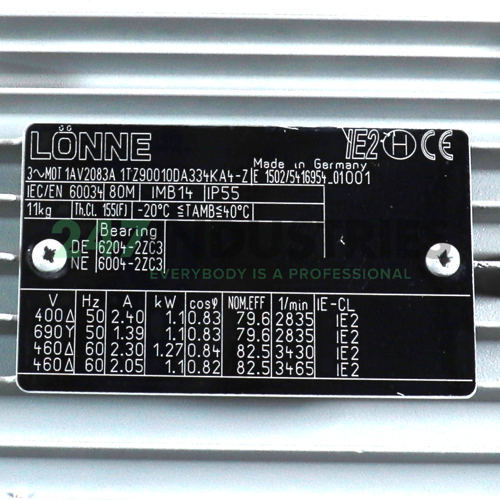 LÖNNE IE2 H CE
3~MOT 1AV2083A 1TZ90010DA334KA4-Z E 1502/5416954_01001
Made in Germany
IEC/EN 60034 80M IMB14 IP55
11kg Th.Cl. 155(F) -20°C ≤TAMB≤40°C
Bearing
DE 6204-2ZC3
NE 6004-2ZC3
247 INDUSTRIES
EVERYBODY IS A PROFESSIONAL
V Hz A kW cosφ NOM.EFF 1/min IE-CL
400Δ 50 2.40 1.1 0.83 79.6 2835 IE2
690Y 50 1.39 1.1 0.83 79.6 2835 IE2
460Δ 60 2.30 1.27 0.84 82.5 3430 IE2
460Δ 60 2.05 1.1 0.82 82.5 3465 IE2